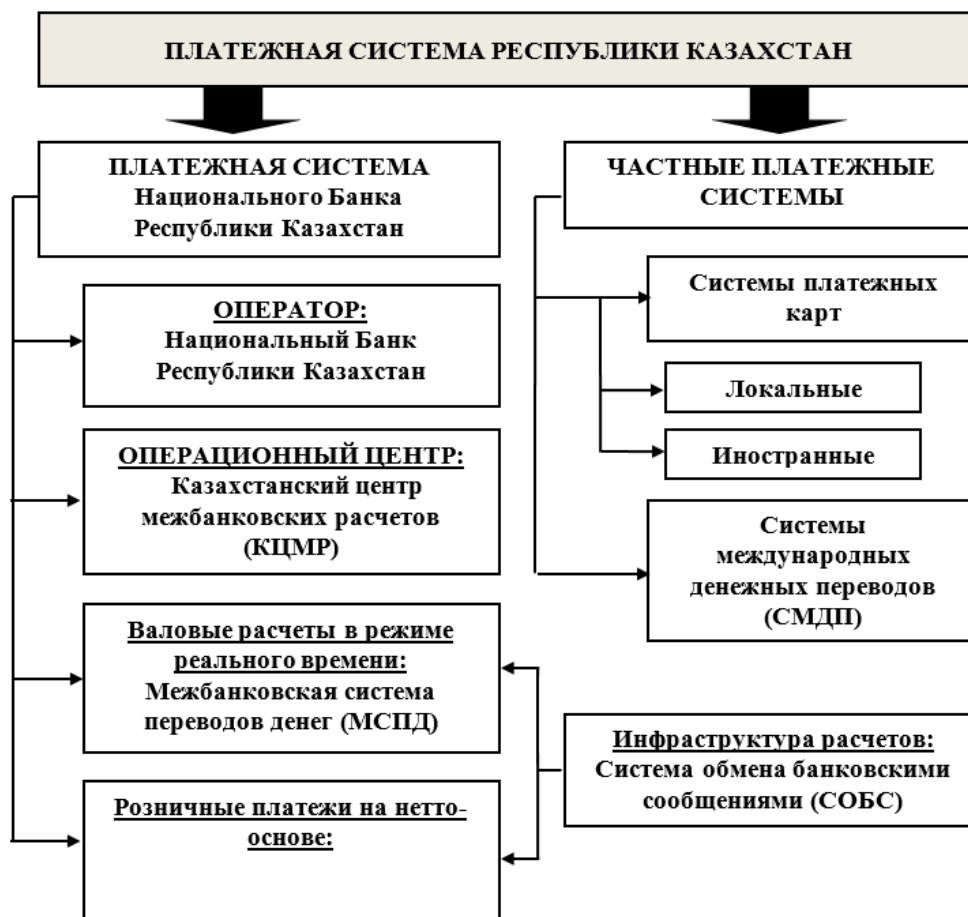 ПЛАТЕЖНАЯ СИСТЕМА РЕСПУБЛИКИ КАЗАХСТАН
ПЛАТЕЖНАЯ СИСТЕМА
Национального Банка
Республики Казахстан
ОПЕРАТОР:
Национальный Банк
Республики Казахстан
ОПЕРАЦИОННЫЙ ЦЕНТР:
Казахстанский центр
межбанковских расчетов
(КЦМР)
Валовые расчеты в режиме
реального времени:
Межбанковская система
переводов денег (МСПД)
Розничные платежи на нетто-
основе:
ЧАСТНЫЕ ПЛАТЕЖНЫЕ
СИСТЕМЫ
Системы платежных
карт
Локальные
Иностранные
Системы
международных
денежных переводов
(СМДП)
Инфраструктура расчетов:
Система обмена банковскими
сообщениями (СОБС)